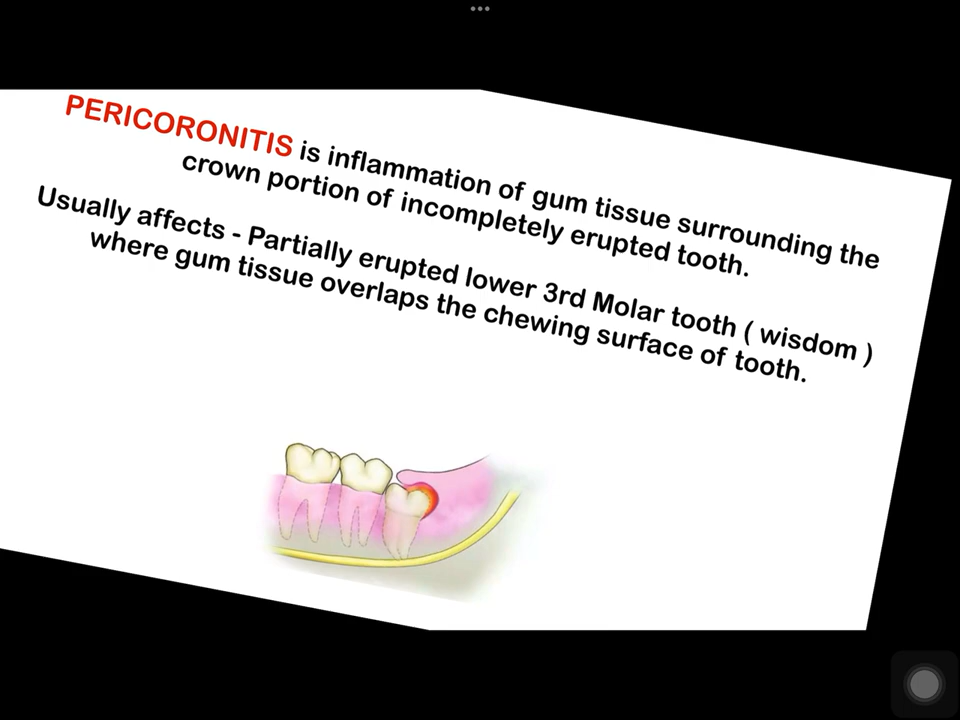 PERICORONITIS is inflammation of gum tissue surrounding the
crown portion of incompletely erupted tooth.
Usually affects - Partially erupted lower 3rd Molar tooth ( wisdom )
where gum tissue overlaps the chewing surface of tooth.